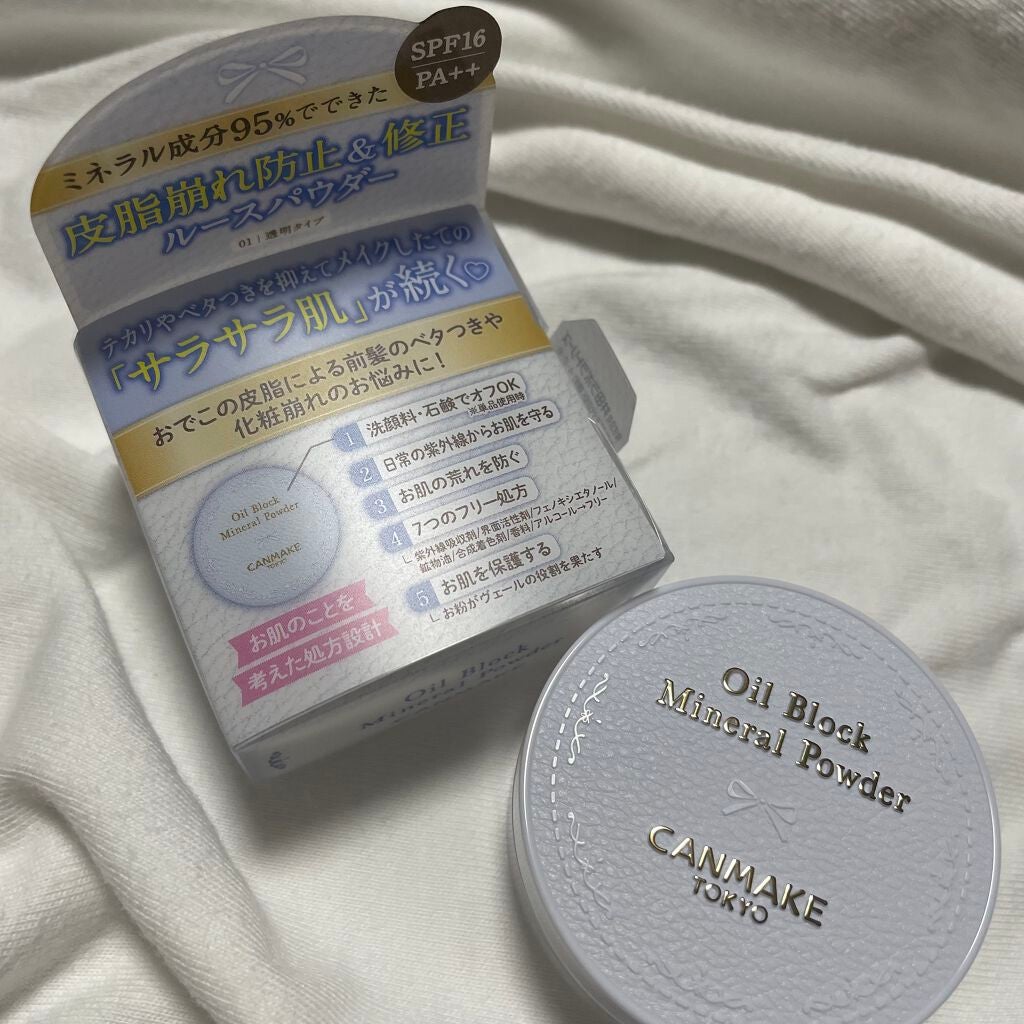 SPF16
PA++
ミネラル成分95%でできた
皮脂崩れ防止&修正
ルースパウダー
01 | 透明タイプ
テカリやベタつきを抑えてメイクしたての
「サラサラ肌」が続く♡
おでこの皮脂による前髪のベタつきや
化粧崩れのお悩みに!
1 洗顔料・石鹸でオフOK
※単品使用時
2 日常の紫外線からお肌を守る
3 お肌の荒れを防ぐ
4 7つのフリー処方
紫外線吸収剤/界面活性剤/フェノキシエタノール/
鉱物油/合成着色剤/香料/アルコール→フリー
5 お肌を保護する
お粉がヴェールの役割を果たす
Oil Block
Mineral Powder
CANMAKE
TOKYO
お肌のことを
考えた処方設計
Oil Block
Mineral Powder
Oil Block
Mineral Powder
CANMAKE
TOKYO